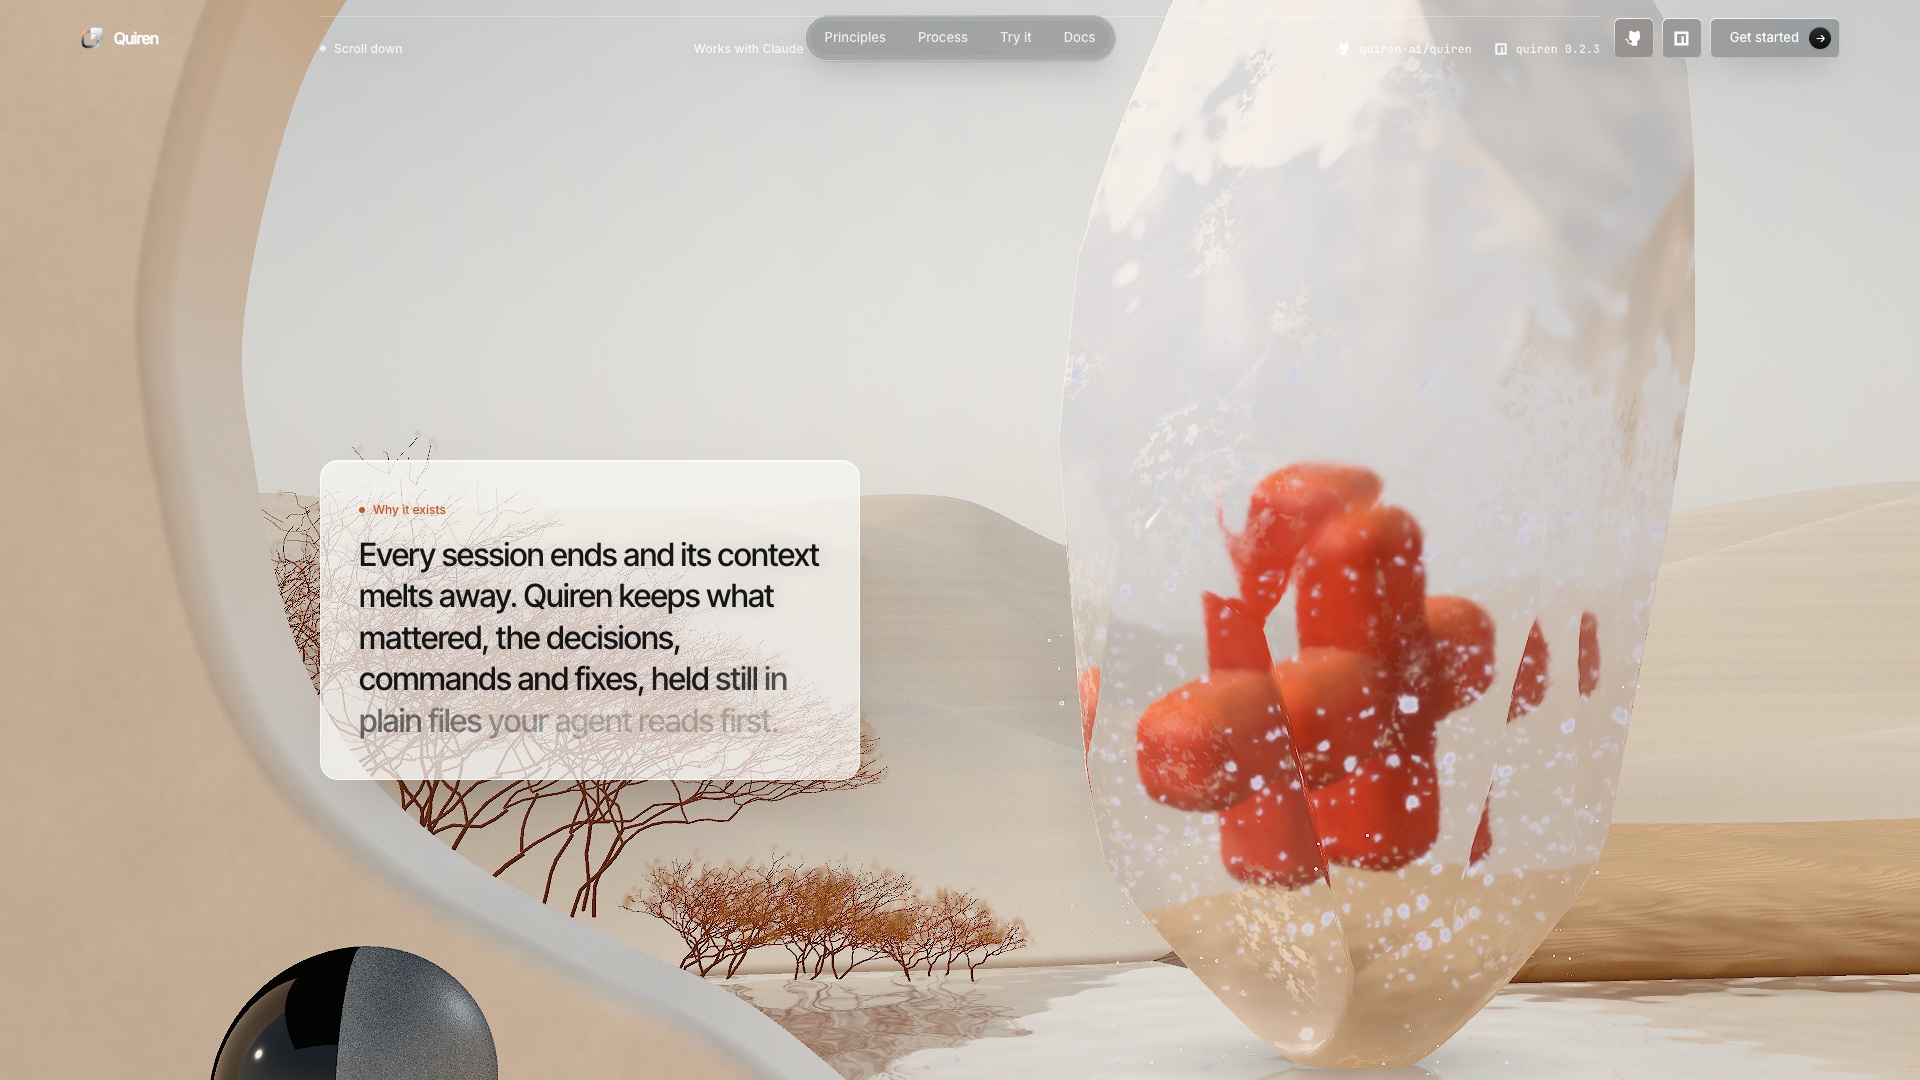 Quiren
Scroll down
Works with Claude
Principles
Process
Try it
Docs
quiren-ai/quiren
quiren 0.2.3
Get started
Why it exists
Every session ends and its context
melts away. Quiren keeps what
mattered, the decisions,
commands and fixes, held still in
plain files your agent reads first.